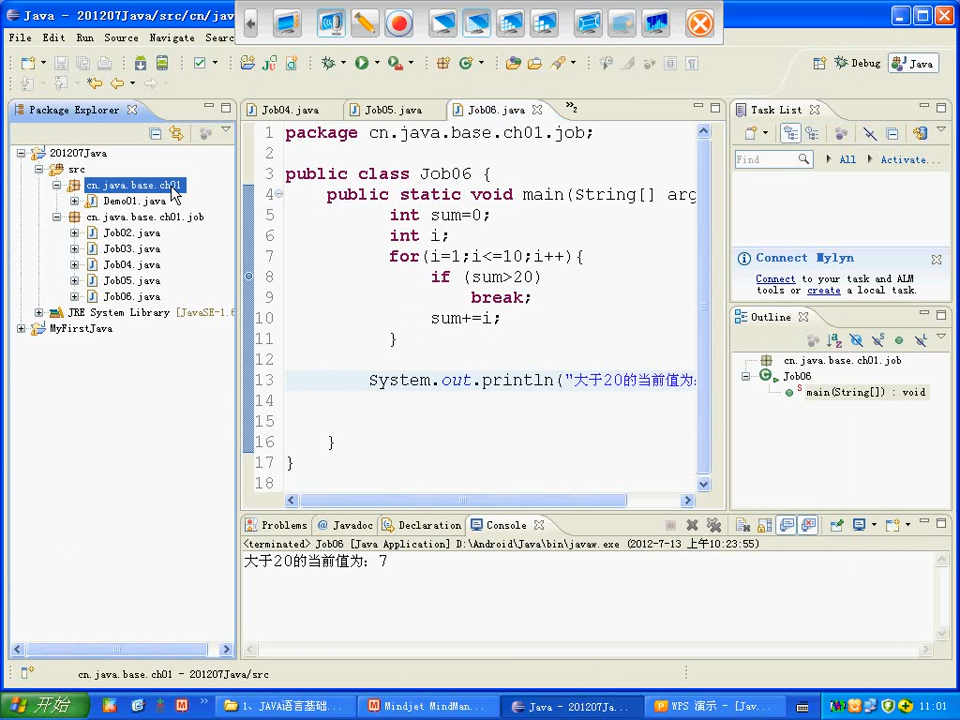 Java - 201207Java/src/cn/jav
File Edit Run Source Navigate Sear
Debug Java
Package Explorer
201207Java
src
cn.java.base.ch01
Demo01.java
cn.java.base.ch01.job
Job02.java
Job03.java
Job04.java
Job05.java
Job06.java
JRE System Library [JavaSE-1.6
MyFirstJava
Job04.java Job05.java Job06.java »2
1 package cn.java.base.ch01.job;
2
3 public class Job06 {
4 public static void main(String[] arg
5 int sum=0;
6 int i;
7 for(i=1;i<=10;i++){
8 if (sum>20)
9 break;
10 sum+=i;
11 }
12
13 System.out.println("大于20的当前值为:
14
15
16 }
17 }
18
Task List
Find All Activate...
Connect Mylyn
Connect to your task and ALM
tools or create a local task.
Outline
cn.java.base.ch01.job
Job06
S main(String[]) : void
Problems @ Javadoc Declaration Console
<terminated> Job06 [Java Application] D:\Android\Java\bin\javaw.exe (2012-7-13 上午10:23:55)
大于20的当前值为: 7
cn.java.base.ch01 - 201207Java/src
开始 1、JAVA语言基础... Mindjet MindMan... Java - 201207Ja... WPS 演示 - [Jav... 11:01